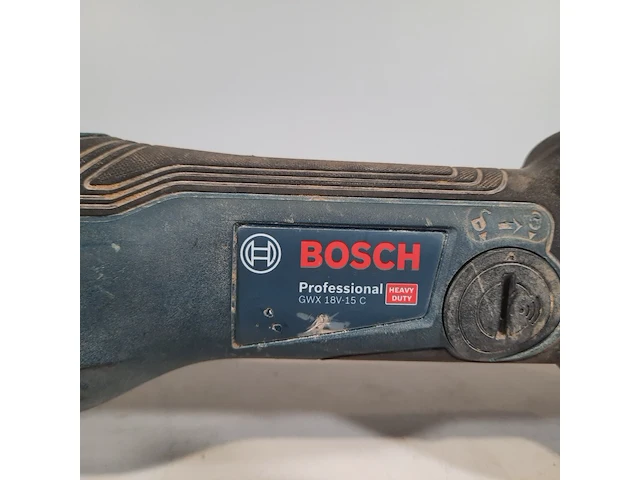 BOSCH
Professional
GWX 18V-15 C
HEAVY
DUTY